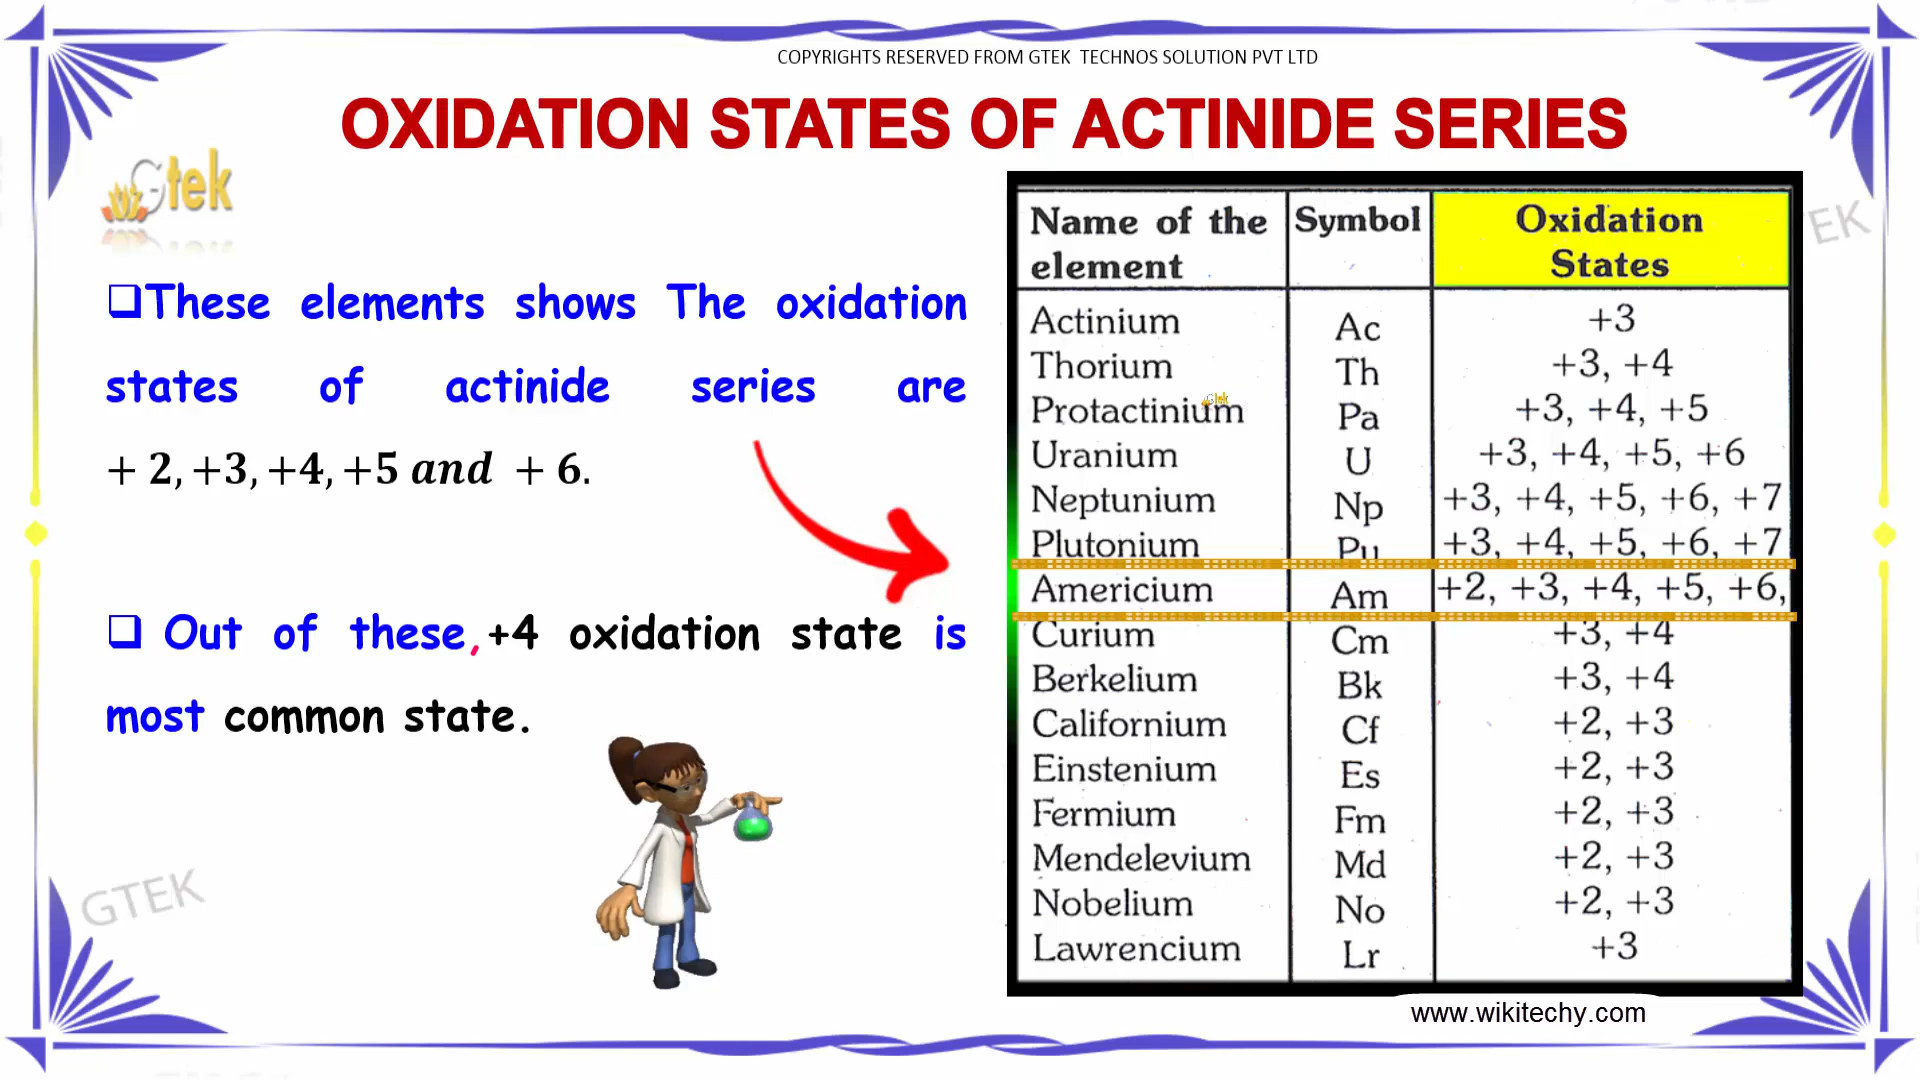 COPYRIGHTS RESERVED FROM GTEK TECHNOS SOLUTION PVT LTD
OXIDATION STATES OF ACTINIDE SERIES
Gtek
EK
❑These elements shows The oxidation
states of actinide series are
+ 2, +3, +4, +5 and + 6.
❑ Out of these,+4 oxidation state is
most common state.
GTEK
Name of the element Symbol Oxidation States
Actinium Ac +3
Thorium Th +3, +4
Protactinium Pa +3, +4, +5
Gtek
Uranium U +3, +4, +5, +6
Neptunium Np +3, +4, +5, +6, +7
Plutonium Pu +3, +4, +5, +6, +7
Americium Am +2, +3, +4, +5, +6,
Curium Cm +3, +4
Berkelium Bk +3, +4
Californium Cf +2, +3
Einstenium Es +2, +3
Fermium Fm +2, +3
Mendelevium Md +2, +3
Nobelium No +2, +3
Lawrencium Lr +3
www.wikitechy.com